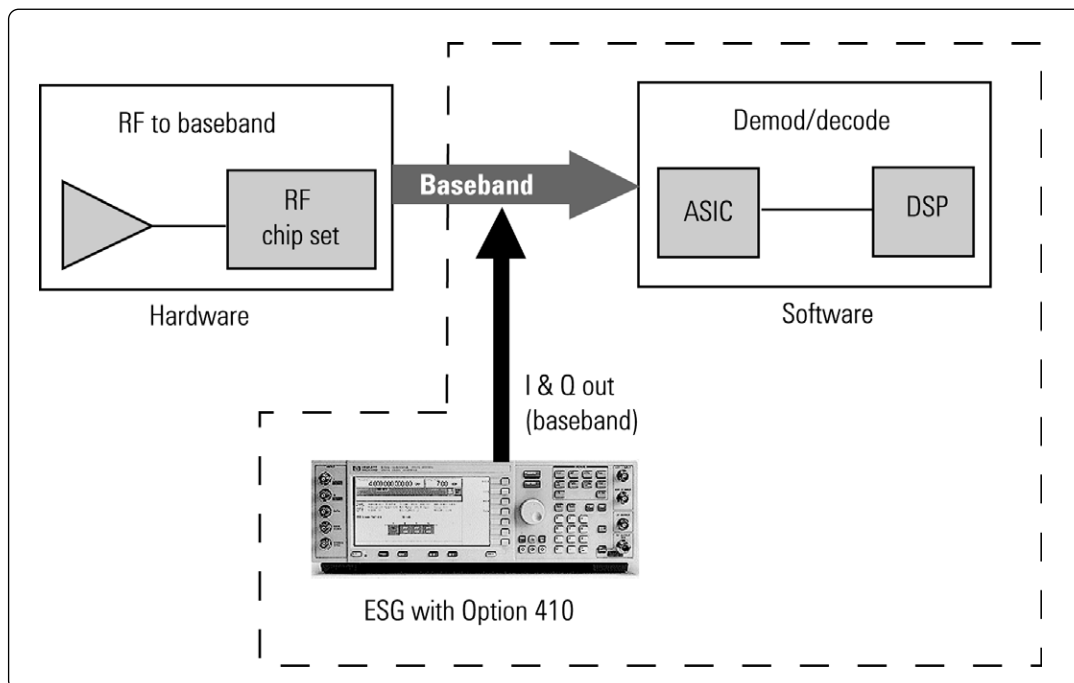 RF to baseband
RF
chip set
Hardware
Baseband
Demod/decode
ASIC
DSP
Software
I & Q out
(baseband)
ESG with Option 410